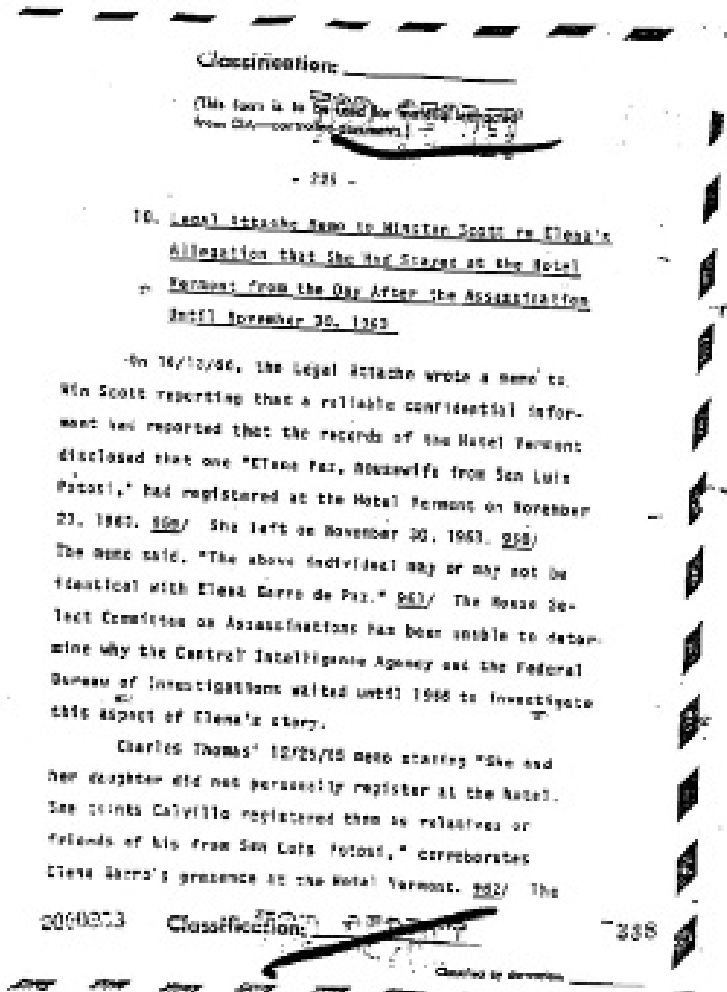 Classification:
(This form is to be used for material extracted
from CIA—controlled documents.)
10. Legal Attache Memo to Winston Scott re Elena's
Allegation that She Had Stayed at the Hotel
Vermont from the Day After the Assassination
Until November 30, 1963
the Legal Attache wrote a memo to
Win Scott reporting that a reliable confidential infor-
mant had reported that the records of the Hotel Vermont
disclosed that one "Elena Paz, housewife from San Luis
Potosi," had registered at the Hotel Vermont on November
23, 1963. She left on November 30, 1963.
The memo said, "The above individual may or may not be
identical with Elena Garro de Paz." 961/ The House Se-
lect Committee on Assassinations has been unable to deter-
mine why the Central Intelligence Agency and the Federal
Bureau of Investigations waited until 1966 to investigate
this aspect of Elena's story.
Charles Thomas' 12/25/65 memo stating "She and
her daughter did not personally register at the hotel.
She thinks Calvillo registered them as relatives or
friends of his from San Luis Potosi," corroborates
Elena Garro's presence at the Hotel Vermont. 962/ The
Classification:
Classified by derivation